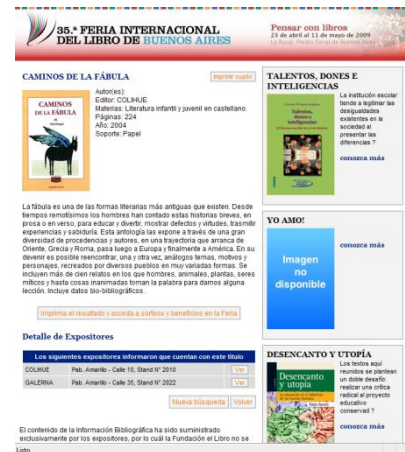 35.ª FERIA INTERNACIONAL
DEL LIBRO DE BUENOS AIRES
Pensar con libros
23 de abril al 11 de mayo de 2009
La Rural, Predio Ferial de Buenos Aires
CAMINOS DE LA FÁBULA
Imprimir cupón
CAMINOS
DE LA FÁBULA
Autor(es):
Editor: COLIHUE
Materias: Literatura infantil y juvenil en castellano.
Páginas: 224
Año: 2004
Soporte: Papel
La fábula es una de las formas literarias más antiguas que existen. Desde
tiempos remotísimos los hombres han contado estas historias breves, en
prosa o en verso, para educar y divertir, mostrar defectos y virtudes, trasmitir
experiencias y sabiduría. Esta antología las expone a través de una gran
diversidad de procedencias y autores, en una trayectoria que arranca de
Oriente, Grecia y Roma, pasa luego a Europa y finalmente a América. En su
devenir es posible reencontrar, una y otra vez, análogos temas, motivos y
personajes, recreados por diversos pueblos en muy variadas formas. Se
incluyen más de cien relatos en los que hombres, animales, plantas, seres
míticos y hasta cosas inanimadas toman la palabra para darnos alguna
lección. Incluye datos bio-bibliográficos.
Imprima el resultado y acceda a sorteos y beneficios en la Feria
Detalle de Expositores
Los siguientes expositores informaron que cuentan con este título
COLIHUE Pab. Amarillo - Calle 10, Stand Nº 2010 Ver
GALERNA Pab. Amarillo - Calle 35, Stand Nº 2022 Ver
Nueva búsqueda Volver
El contenido de la Información Bibliográfica ha sido suministrado
exclusivamente por los expositores, por lo cuál la Fundación el Libro no se
Listo
TALENTOS, DONES E
INTELIGENCIAS
Talentos,
dones e
inteligencias
La institución escolar
tiende a legitimar las
desigualdades
existentes en la
sociedad al
presentar las
diferencias ?
conozca más
YO AMO!
Imagen
no
disponible
conozca más
DESENCANTO Y UTOPÍA
Desencanto
y utopía
Los textos aquí
reunidos se plantean
un doble desafío:
realizar una crítica
radical al proyecto
educativo
conservad ?
conozca más